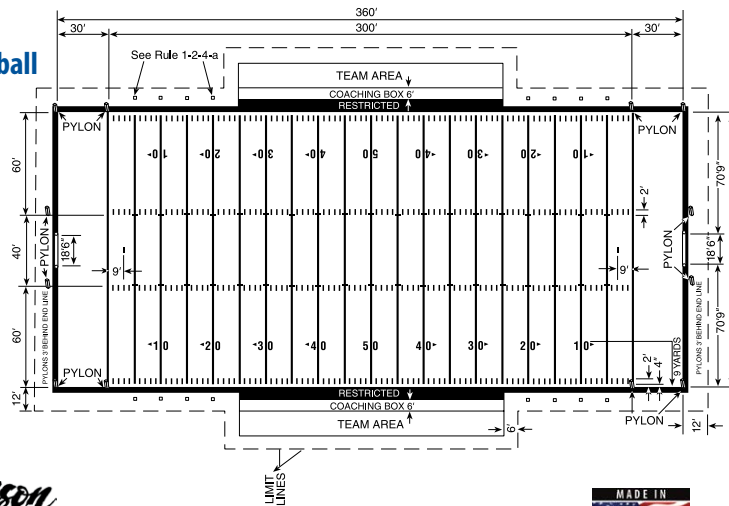 360'
30'
300'
30'
ball
See Rule 1-2-4-a
TEAM AREA
COACHING BOX 6'
RESTRICTED
PYLON
PYLON
10 20 30 40 50 40 30 20 10
60'
40'
60'
12'
PYLON
18'6"
9'
PYLONS 3' BEHIND END LINE
2'
9'
PYLON
70'9"
18'6"
70'9"
PYLONS 3' BEHIND END LINE
10 20 30 40 50 40 30 20 10
9 YARDS
2'
4"
PYLON
PYLON
12'
RESTRICTED
COACHING BOX 6'
TEAM AREA
6'
LIMIT
LINES
MADE IN